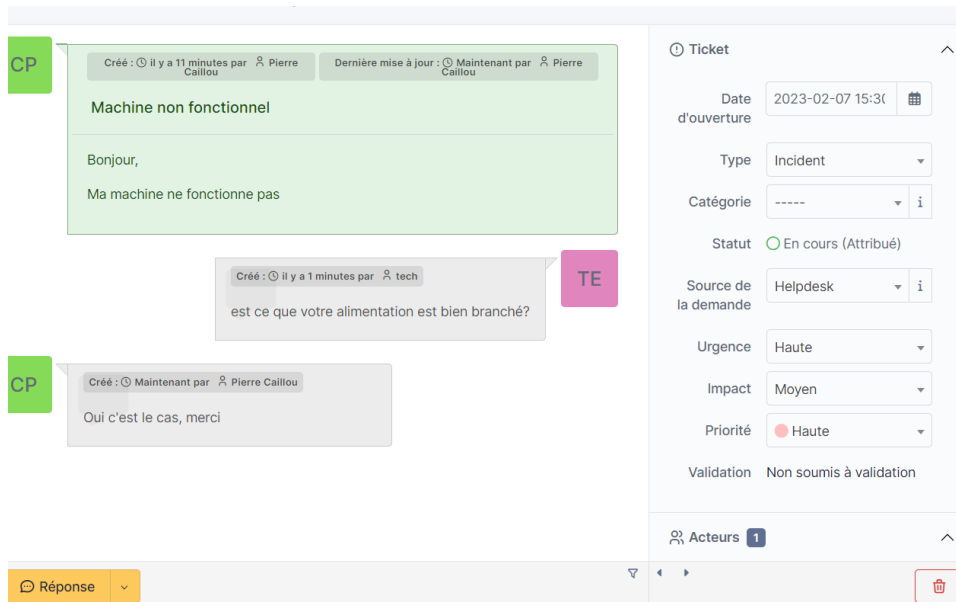 CP
Créé : il y a 11 minutes par Pierre
Caillou
Dernière mise à jour : Maintenant par Pierre
Caillou
Machine non fonctionnel
Bonjour,
Ma machine ne fonctionne pas
TE
Créé : il y a 1 minutes par tech
est ce que votre alimentation est bien branché?
CP
Créé : Maintenant par Pierre Caillou
Oui c'est le cas, merci
Réponse
Ticket
Date
d'ouverture
2023-02-07 15:30
Type
Incident
Catégorie
-----
i
Statut
En cours (Attribué)
Source de
la demande
Helpdesk
i
Urgence
Haute
Impact
Moyen
Priorité
Haute
Validation
Non soumis à validation
Acteurs
1